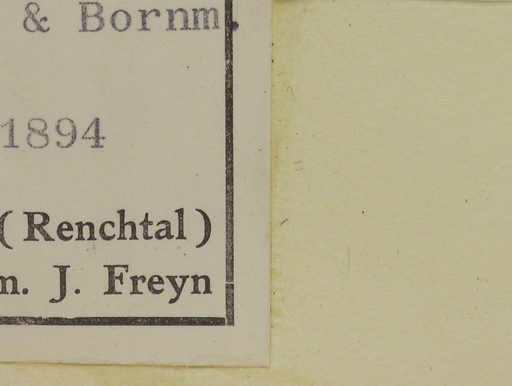 & Bornm.
1894
(Renchtal)
m. J. Freyn